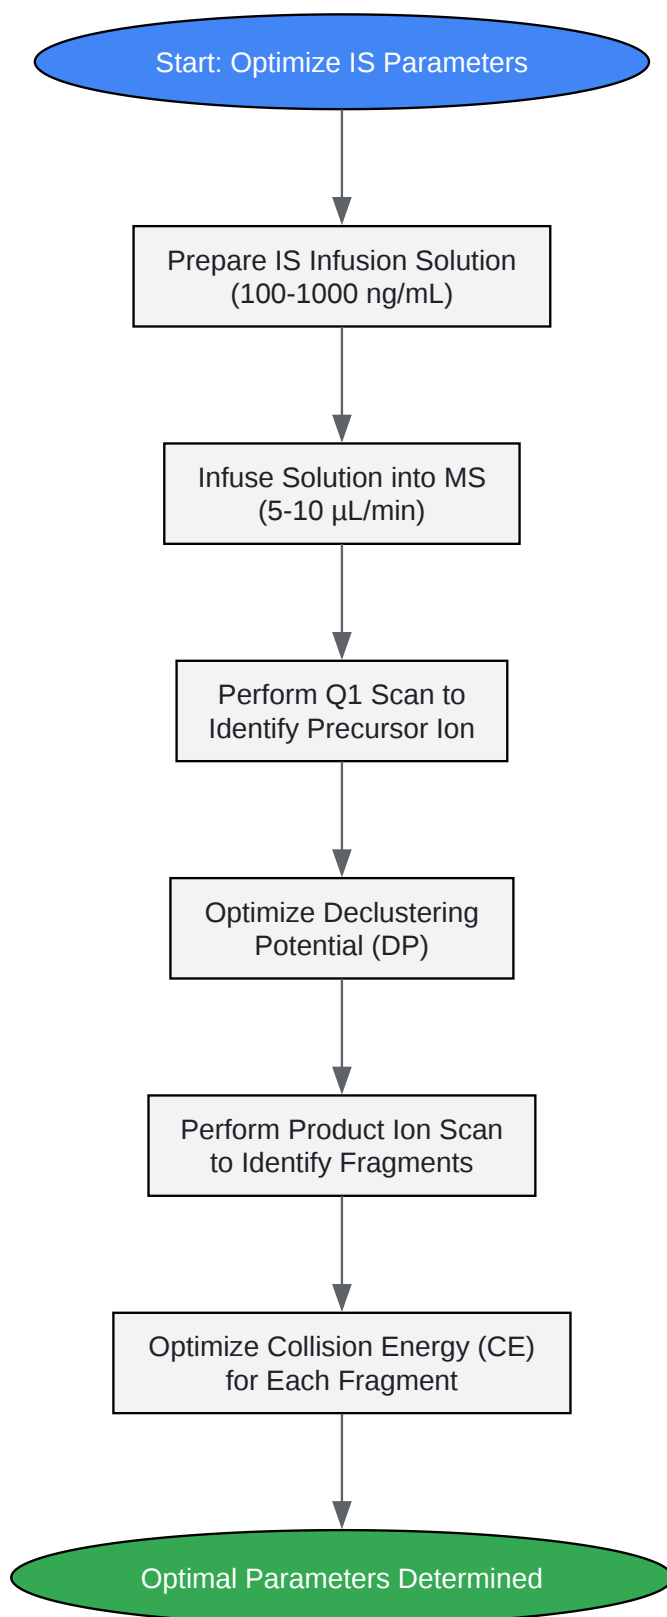 Start: Optimize IS Parameters
Prepare IS Infusion Solution
(100-1000 ng/mL)
Infuse Solution into MS
(5-10 µL/min)
Perform Q1 Scan to
Identify Precursor Ion
Optimize Declustering
Potential (DP)
Perform Product Ion Scan
to Identify Fragments
Optimize Collision Energy (CE)
for Each Fragment
Optimal Parameters Determined